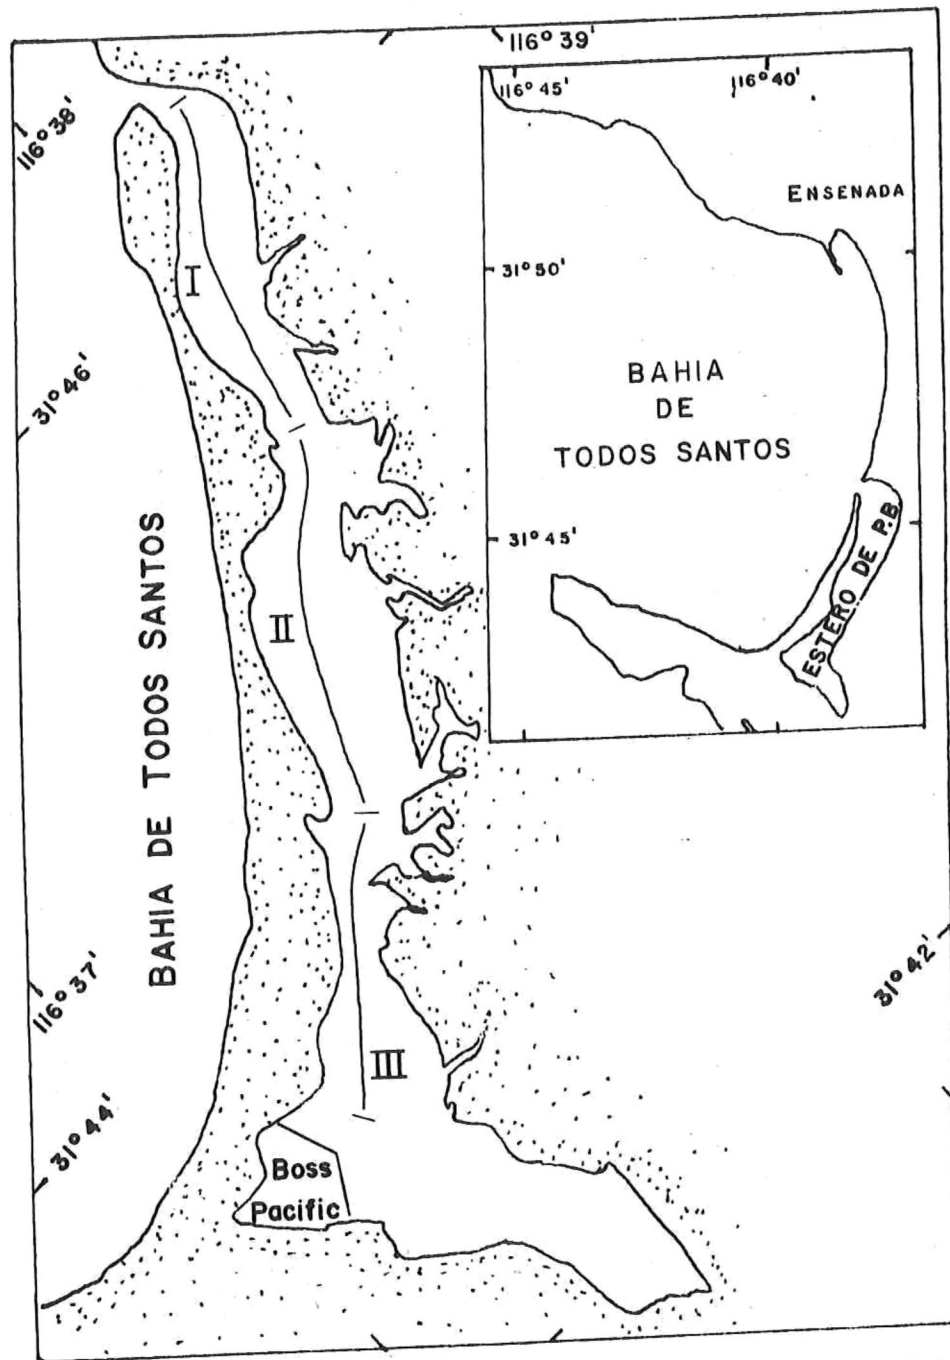 116° 39'
116° 38'
I
31° 46'
BAHIA DE TODOS SANTOS
II
116° 37'
III
31° 44'
Boss
Pacific
31° 42'
116° 45'
116° 40'
ENSENADA
31° 50'
BAHIA
DE
TODOS SANTOS
31° 45'
ESTERO DE P.B.